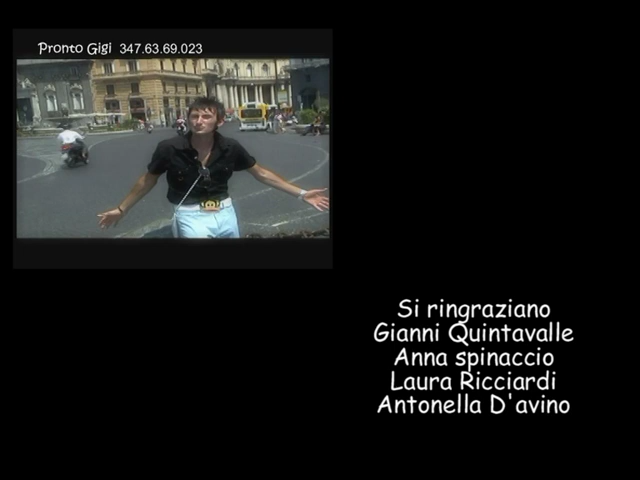 Pronto Gigi 347.63.69.023
Si ringraziano
Gianni Quintavalle
Anna spinaccio
Laura Ricciardi
Antonella D'avino